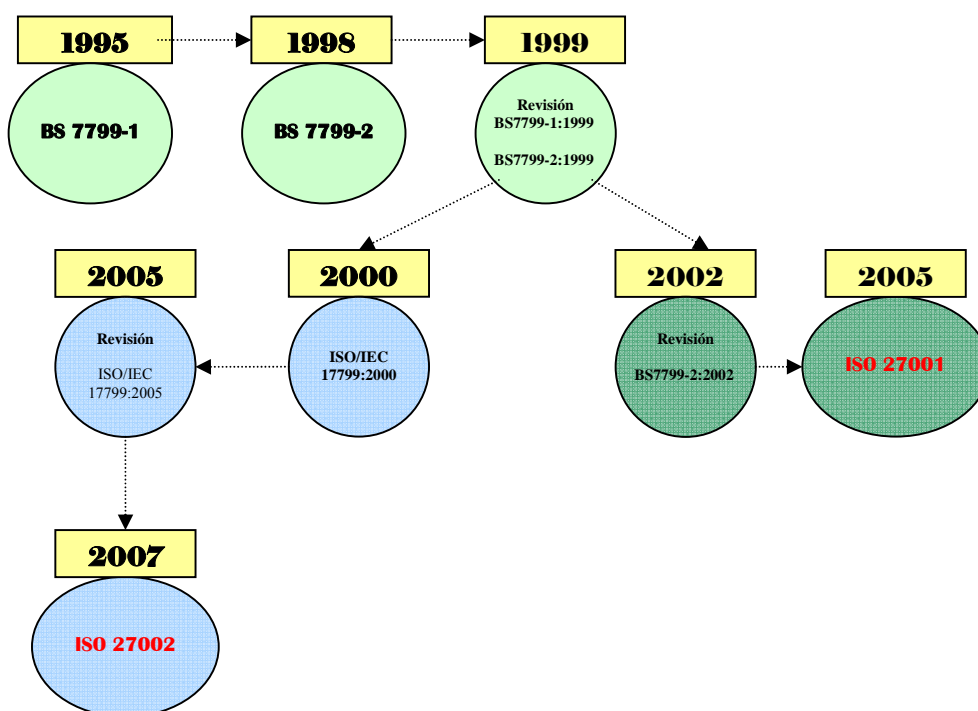 1995
BS 7799-1
1998
BS 7799-2
1999
Revisión
BS7799-1:1999
BS7799-2:1999
2005
Revisión
ISO/IEC
17799:2005
2000
ISO/IEC
17799:2000
2002
Revisión
BS7799-2:2002
2005
ISO 27001
2007
ISO 27002